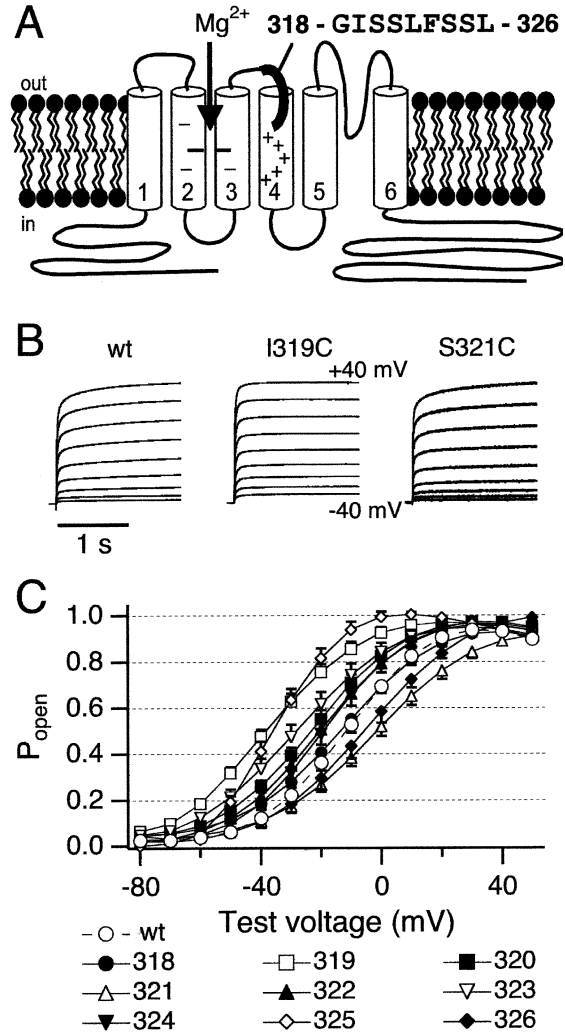 A
Mg2+
318 - GISSLFSSL - 326
out
in
1 2 3 4 5 6
− − − + + + + +
B
wt I319C S321C
+40 mV
-40 mV
1 s
C
Popen
1.0
0.8
0.6
0.4
0.2
0.0
-80 -40 0 40
Test voltage (mV)
wt
318 319 320
321 322 323
324 325 326